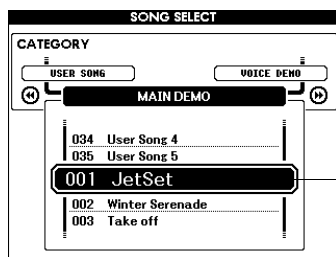 SONG SELECT
CATEGORY
USER SONG
VOICE DEMO
MAIN DEMO
034 User Song 4
035 User Song 5
001 JetSet
002 Winter Serenade
003 Take off